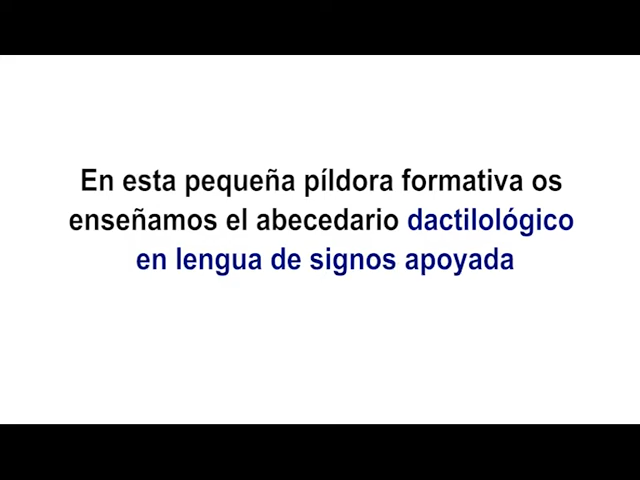 En esta pequeña píldora formativa os
enseñamos el abecedario dactilológico
en lengua de signos apoyada